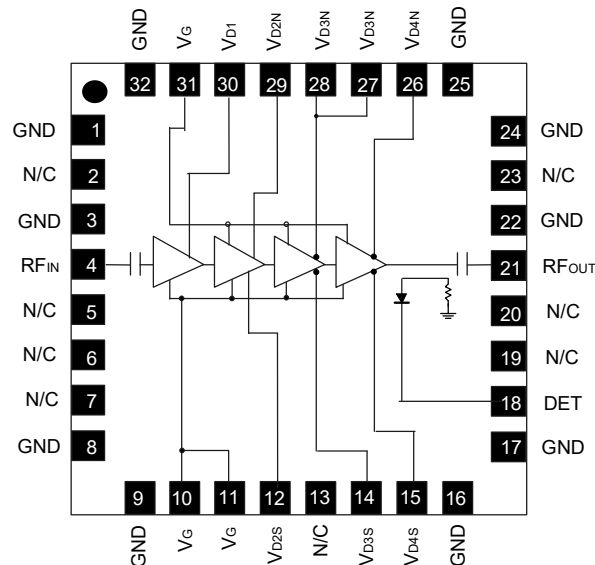 GND VG VD1 VD2N VD3N VD3N VD4N GND
32 31 30 29 28 27 26 25
GND 1 24 GND
N/C 2 23 N/C
GND 3 22 GND
RFIN 4 21 RFOUT
N/C 5 20 N/C
N/C 6 19 N/C
N/C 7 18 DET
GND 8 17 GND
9 10 11 12 13 14 15 16
GND VG VG VD2S N/C VD3S VD4S GND